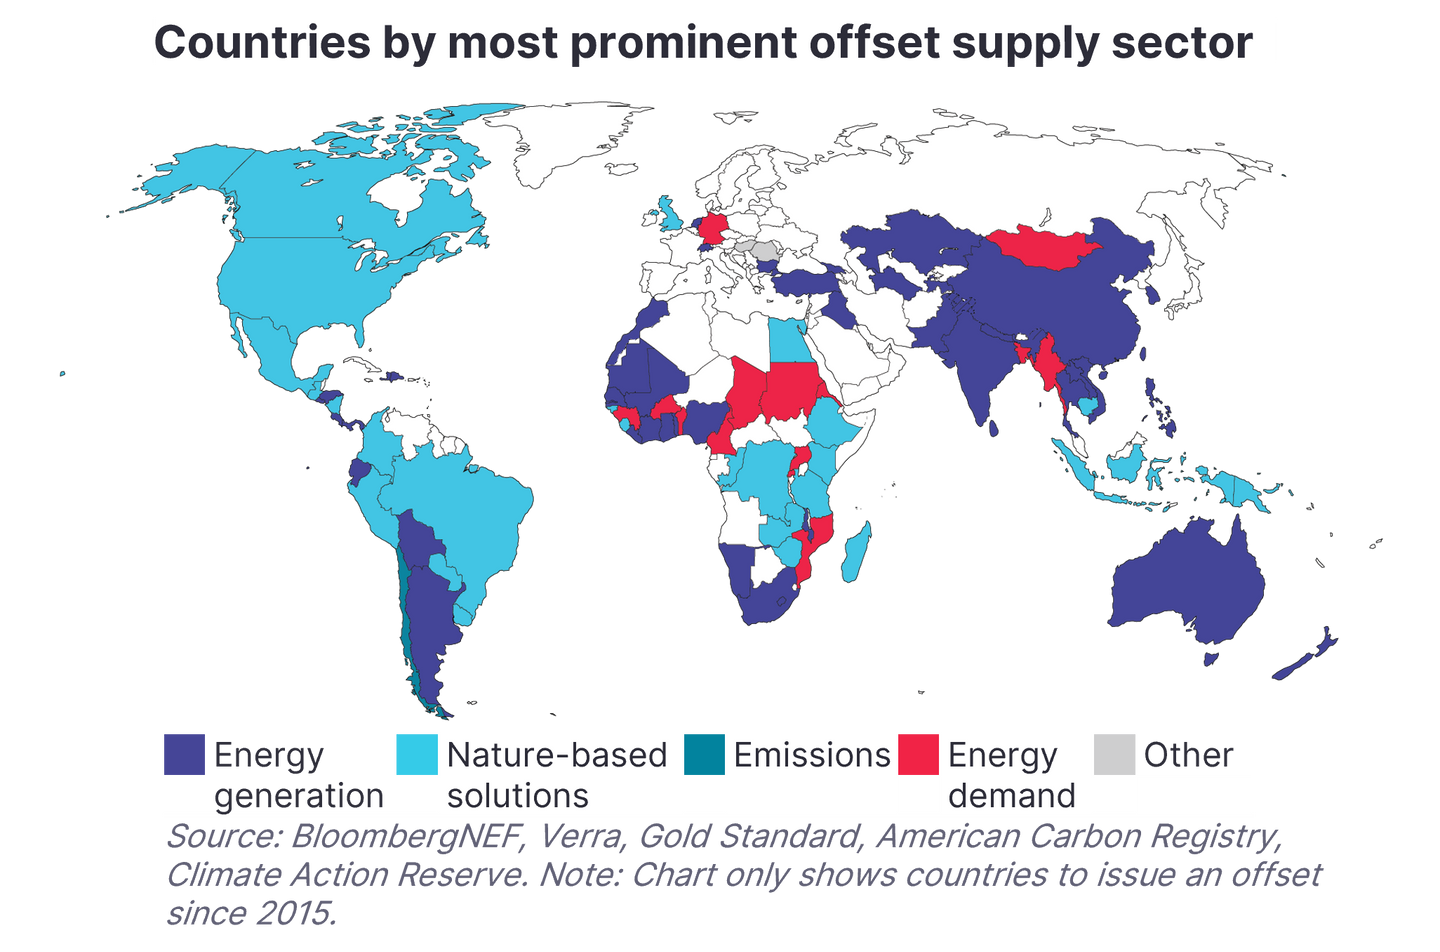 Countries by most prominent offset supply sector
Energy generation
Nature-based solutions
Emissions
Energy demand
Other
Source: BloombergNEF, Verra, Gold Standard, American Carbon Registry,
Climate Action Reserve. Note: Chart only shows countries to issue an offset
since 2015.